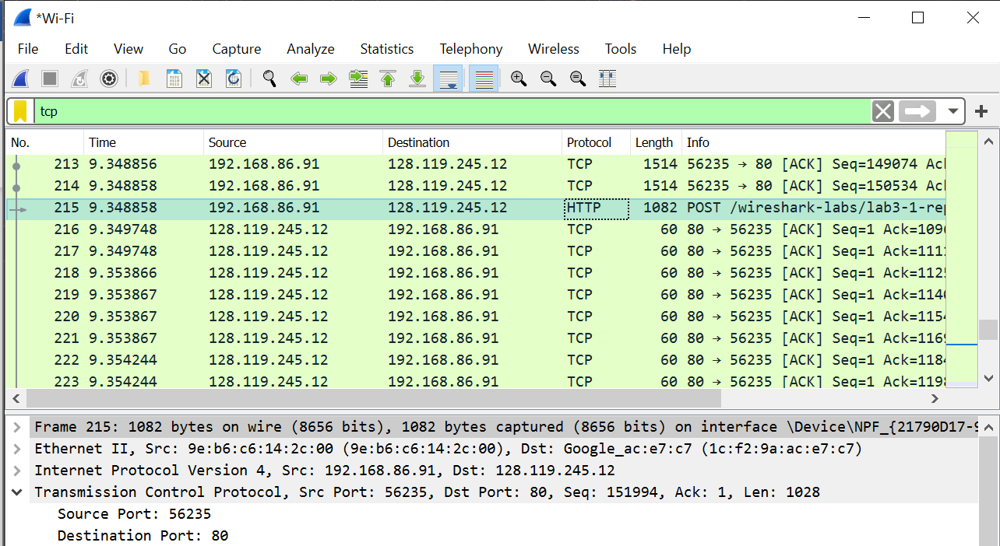 *Wi-Fi
File Edit View Go Capture Analyze Statistics Telephony Wireless Tools Help
tcp
No. Time Source Destination Protocol Length Info
213 9.348856 192.168.86.91 128.119.245.12 TCP 1514 56235 → 80 [ACK] Seq=149074 Ac
214 9.348858 192.168.86.91 128.119.245.12 TCP 1514 56235 → 80 [ACK] Seq=150534 Ac
215 9.348858 192.168.86.91 128.119.245.12 HTTP 1082 POST /wireshark-labs/lab3-1-rep
216 9.349748 128.119.245.12 192.168.86.91 TCP 60 80 → 56235 [ACK] Seq=1 Ack=109
217 9.349748 128.119.245.12 192.168.86.91 TCP 60 80 → 56235 [ACK] Seq=1 Ack=111
218 9.353866 128.119.245.12 192.168.86.91 TCP 60 80 → 56235 [ACK] Seq=1 Ack=112
219 9.353867 128.119.245.12 192.168.86.91 TCP 60 80 → 56235 [ACK] Seq=1 Ack=114
220 9.353867 128.119.245.12 192.168.86.91 TCP 60 80 → 56235 [ACK] Seq=1 Ack=115
221 9.353867 128.119.245.12 192.168.86.91 TCP 60 80 → 56235 [ACK] Seq=1 Ack=116
222 9.354244 128.119.245.12 192.168.86.91 TCP 60 80 → 56235 [ACK] Seq=1 Ack=118
223 9.354244 128.119.245.12 192.168.86.91 TCP 60 80 → 56235 [ACK] Seq=1 Ack=119
Frame 215: 1082 bytes on wire (8656 bits), 1082 bytes captured (8656 bits) on interface \Device\NPF_{21790D17-9
Ethernet II, Src: 9e:b6:c6:14:2c:00 (9e:b6:c6:14:2c:00), Dst: Google_ac:e7:c7 (1c:f2:9a:ac:e7:c7)
Internet Protocol Version 4, Src: 192.168.86.91, Dst: 128.119.245.12
Transmission Control Protocol, Src Port: 56235, Dst Port: 80, Seq: 151994, Ack: 1, Len: 1028
Source Port: 56235
Destination Port: 80